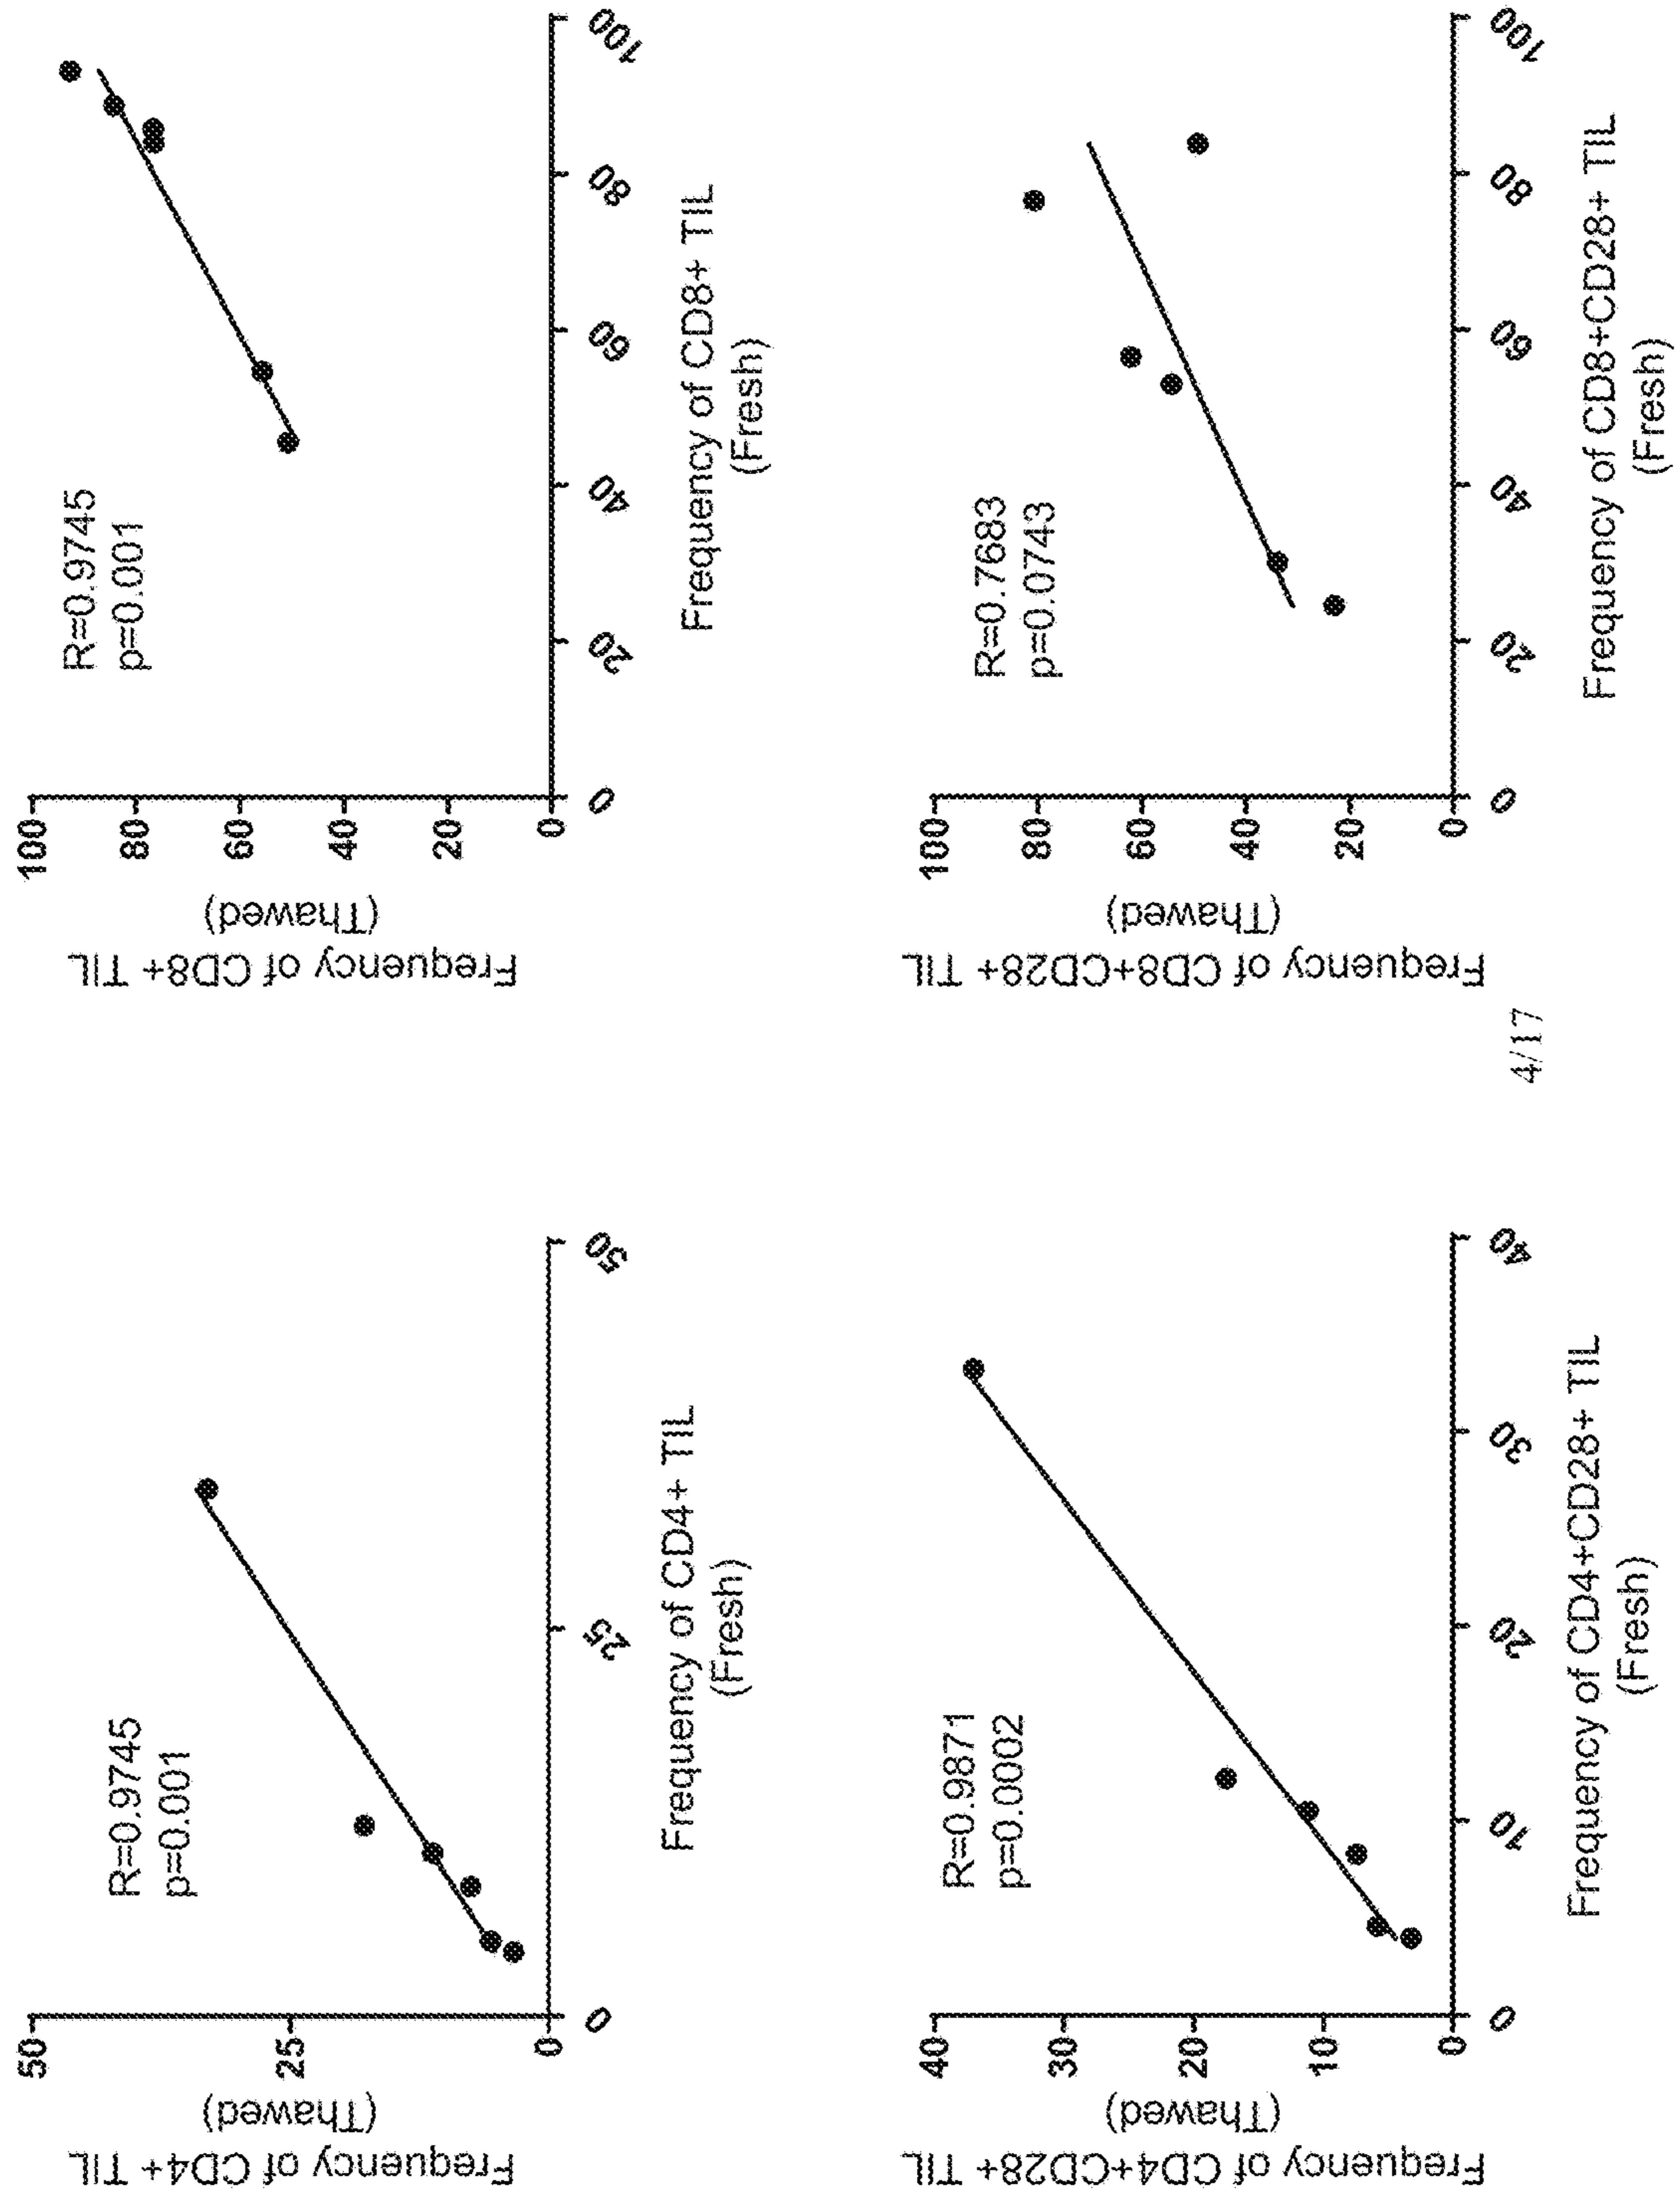 Frequency of CD4+ TIL
(Thawed)
50
25
0
R=0.9745
p=0.001
0
25
50
Frequency of CD4+ TIL
(Fresh)
Frequency of CD8+ TIL
(Thawed)
100
80
60
40
20
0
R=0.9745
p=0.001
0
20
40
60
80
100
Frequency of CD8+ TIL
(Fresh)
Frequency of CD4+CD28+ TIL
(Thawed)
40
30
20
10
0
R=0.9871
p=0.0002
0
10
20
30
40
Frequency of CD4+CD28+ TIL
(Fresh)
Frequency of CD8+CD28+ TIL
(Thawed)
100
80
60
40
20
0
R=0.7683
p=0.0743
0
20
40
60
80
100
Frequency of CD8+CD28+ TIL
(Fresh)
4/17